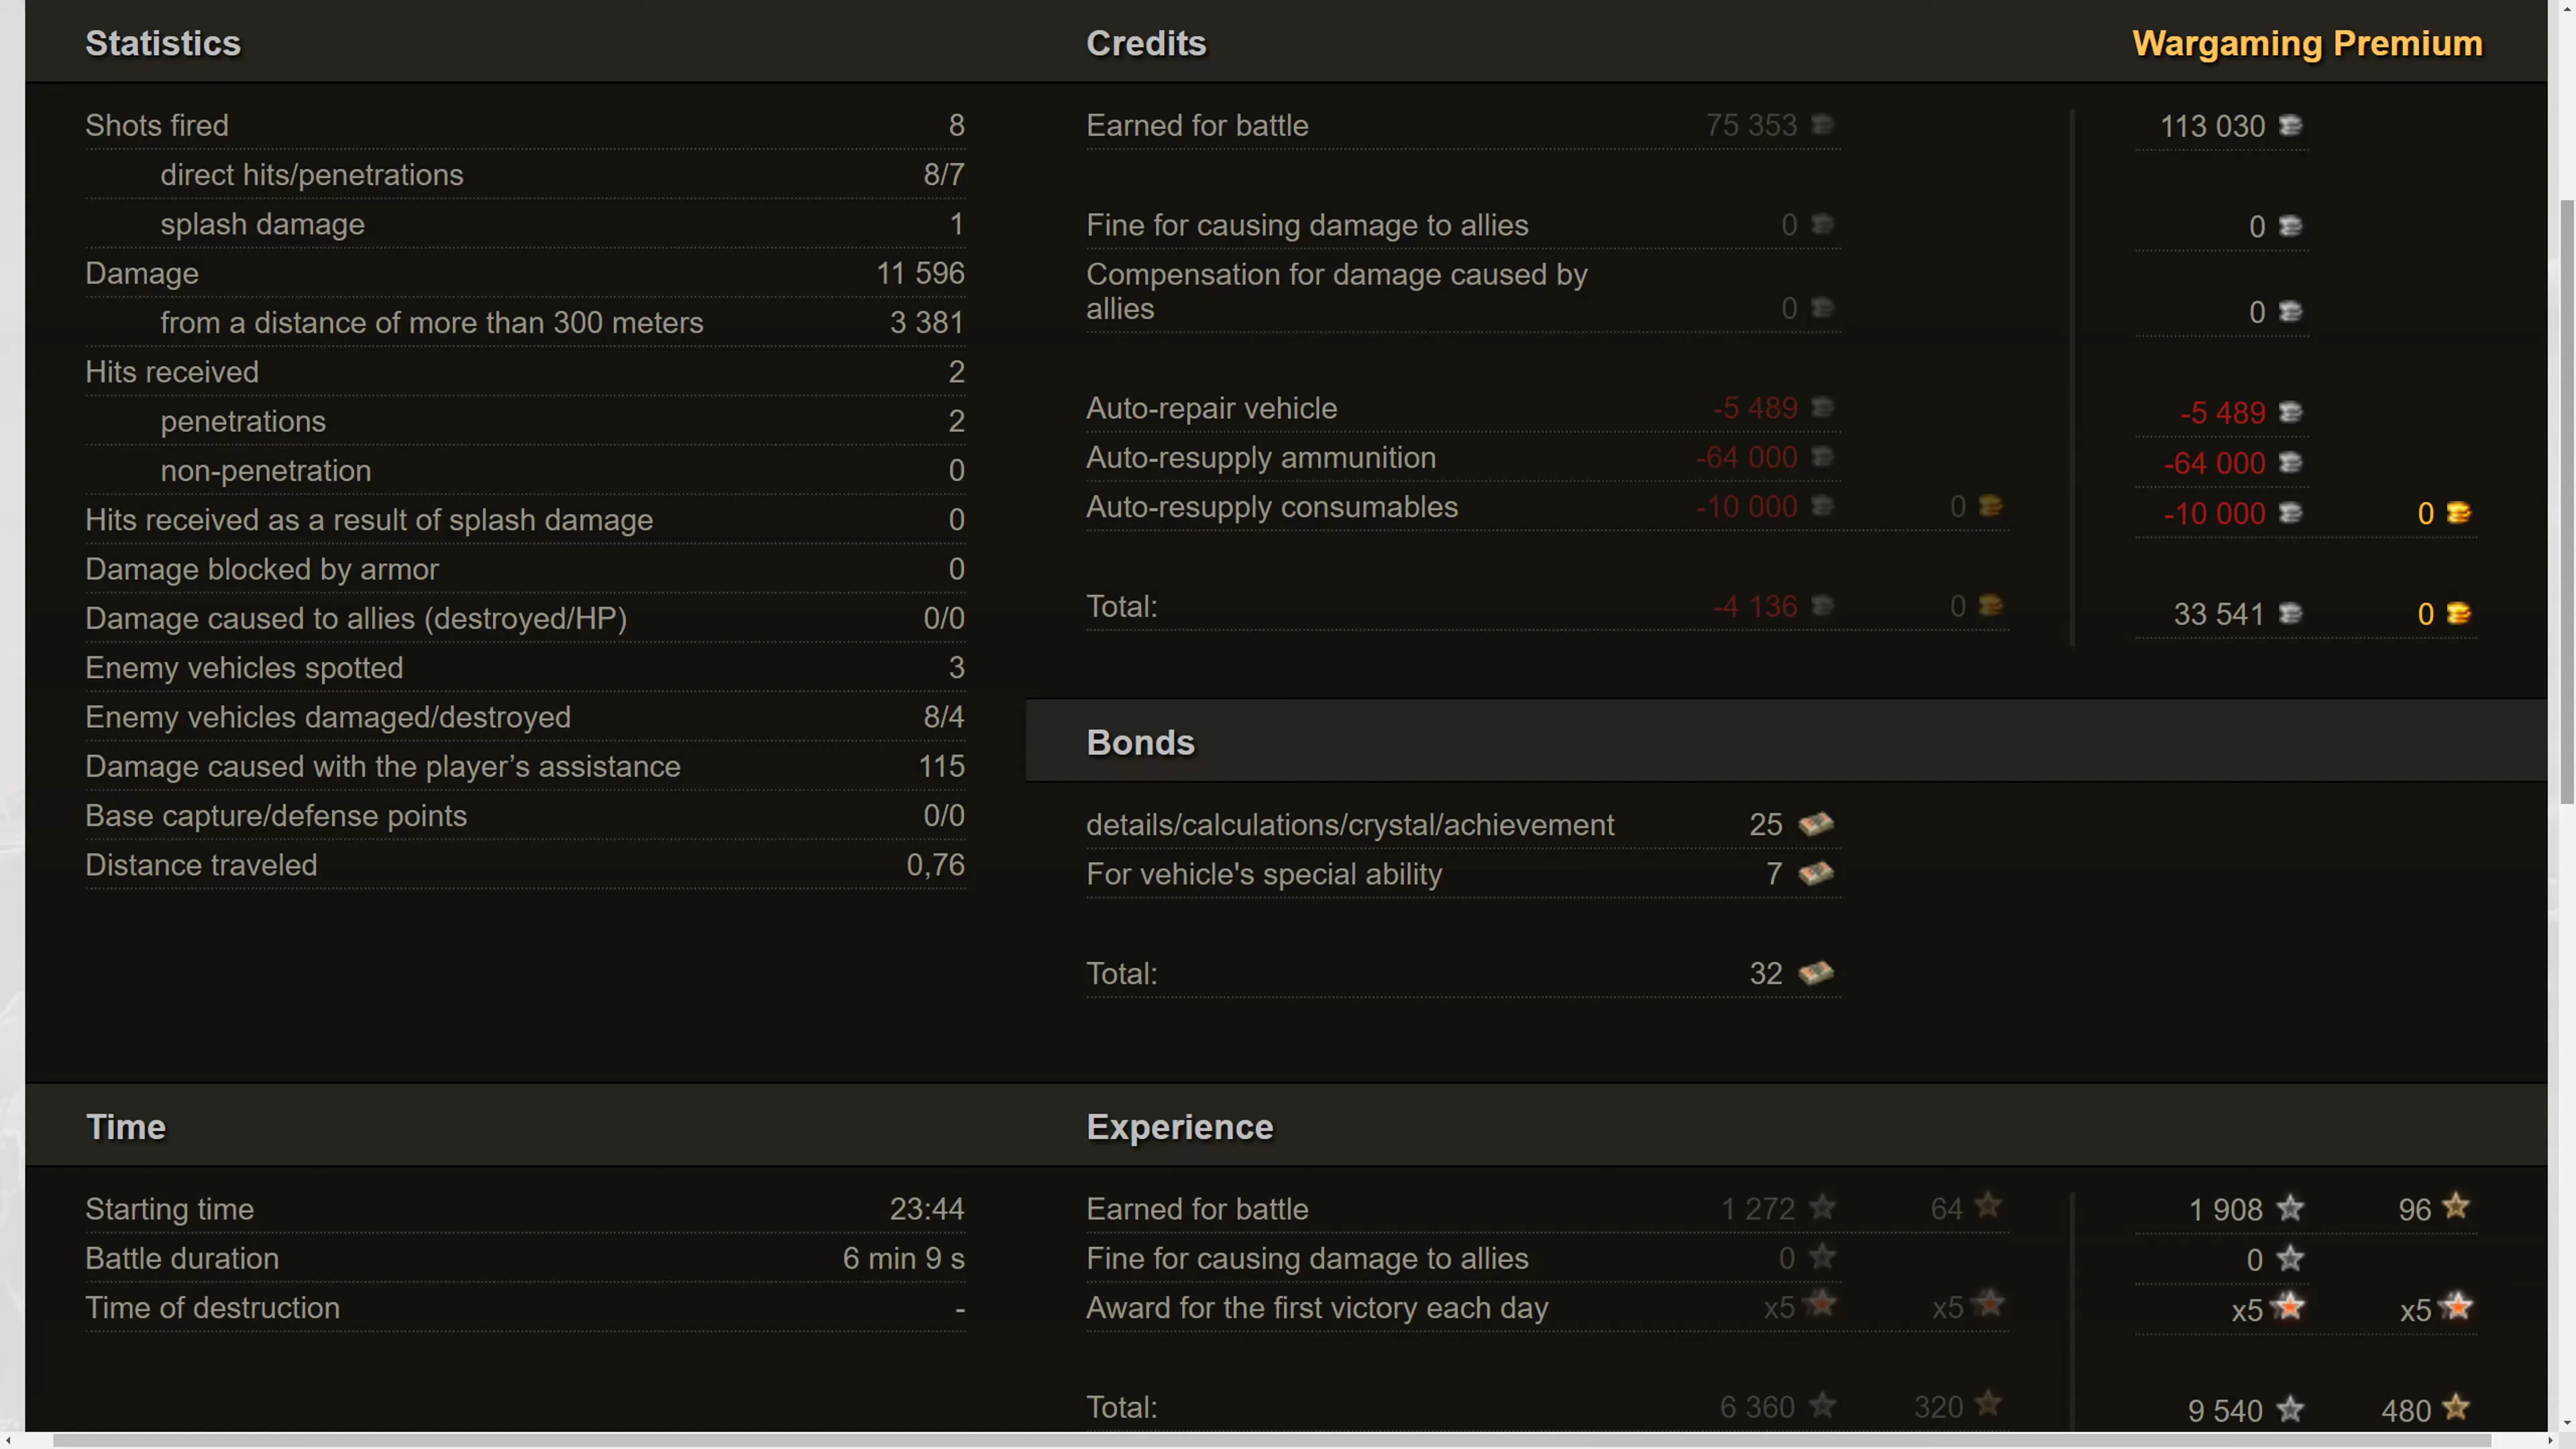 Statistics
Shots fired 8
direct hits/penetrations 8/7
splash damage 1
Damage 11 596
from a distance of more than 300 meters 3 381
Hits received 2
penetrations 2
non-penetration 0
Hits received as a result of splash damage 0
Damage blocked by armor 0
Damage caused to allies (destroyed/HP) 0/0
Enemy vehicles spotted 3
Enemy vehicles damaged/destroyed 8/4
Damage caused with the player’s assistance 115
Base capture/defense points 0/0
Distance traveled 0,76
Credits Wargaming Premium
Earned for battle 75 353 113 030
Fine for causing damage to allies 0 0
Compensation for damage caused by
allies 0 0
Auto-repair vehicle -5 489 -5 489
Auto-resupply ammunition -64 000 -64 000
Auto-resupply consumables -10 000 0 -10 000 0
Total: -4 136 0 33 541 0
Bonds
details/calculations/crystal/achievement 25
For vehicle's special ability 7
Total: 32
Time
Starting time 23:44
Battle duration 6 min 9 s
Time of destruction -
Experience
Earned for battle 1 272 64 1 908 96
Fine for causing damage to allies 0 0
Award for the first victory each day x5 x5 x5 x5
Total: 6 360 320 9 540 480